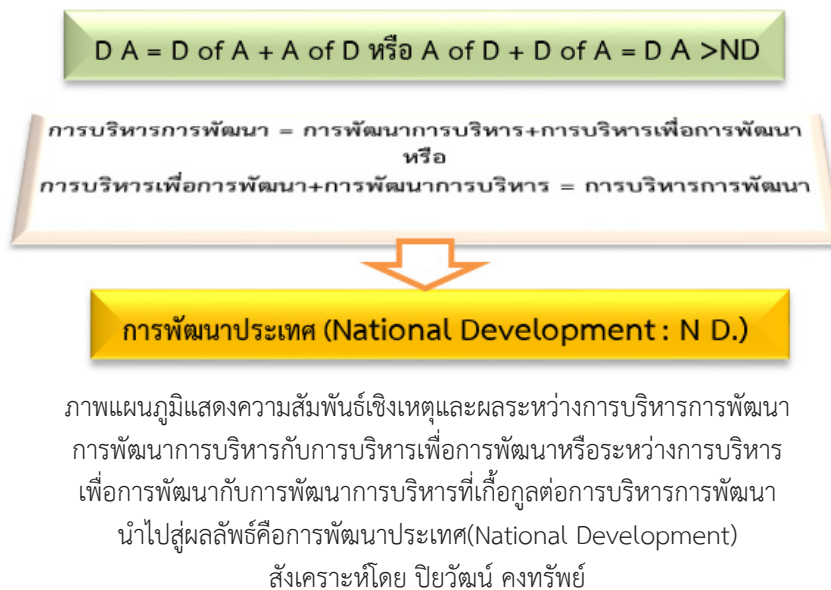 D A = D of A + A of D หรือ A of D + D of A = D A >ND
การบริหารการพัฒนา = การพัฒนาการบริหาร+การบริหารเพื่อการพัฒนา
หรือ
การบริหารเพื่อการพัฒนา+การพัฒนาการบริหาร = การบริหารการพัฒนา
การพัฒนาประเทศ (National Development : N D.)
ภาพแผนภูมิแสดงความสัมพันธ์เชิงเหตุและผลระหว่างการบริหารการพัฒนา
การพัฒนาการบริหารกับการบริหารเพื่อการพัฒนาหรือระหว่างการบริหาร
เพื่อการพัฒนากับการพัฒนาการบริหารที่เกื้อกูลต่อการบริหารการพัฒนา
นำไปสู่ผลลัพธ์คือการพัฒนาประเทศ(National Development)
สังเคราะห์โดย ปิยวัฒน์ คงทรัพย์